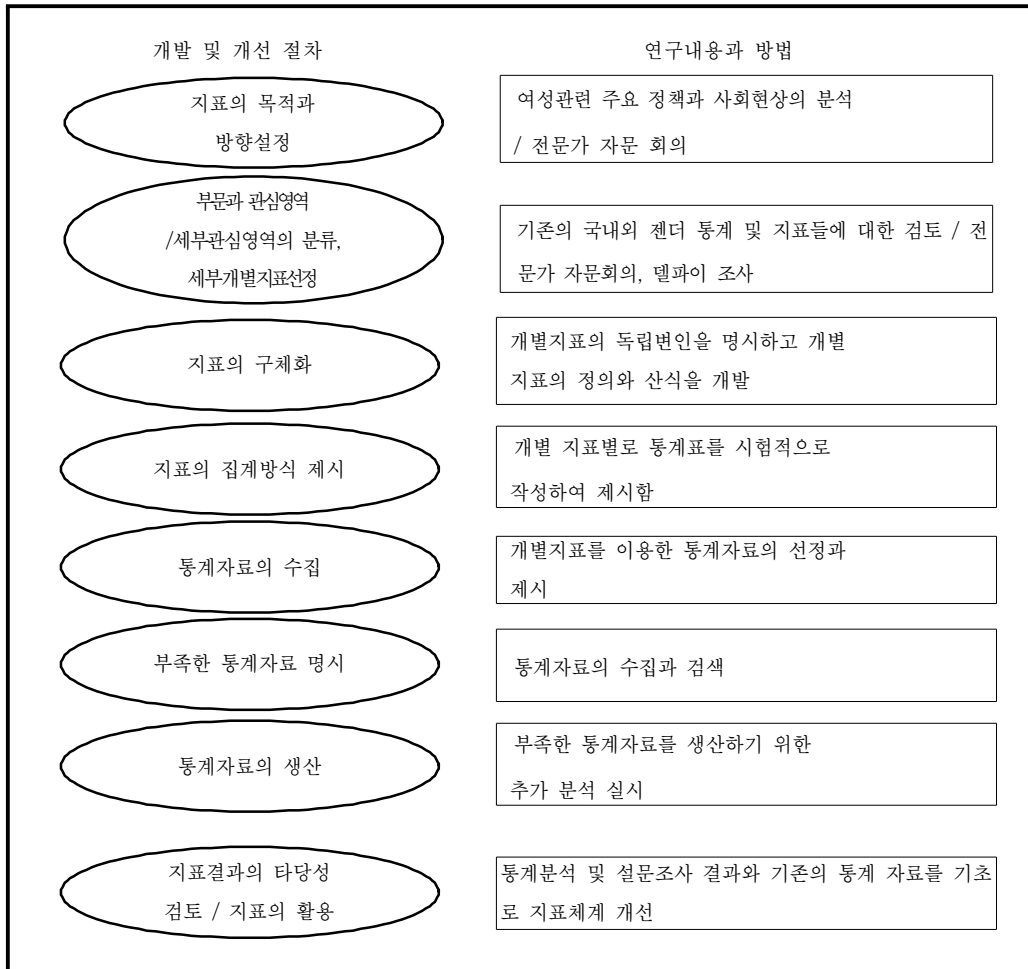 개발 및 개선 절차
연구내용과 방법
지표의 목적과
방향설정
여성관련 주요 정책과 사회현상의 분석
/ 전문가 자문 회의
부문과 관심영역
/세부관심영역의 분류,
세부개별지표선정
기존의 국내외 젠더 통계 및 지표들에 대한 검토 / 전
문가 자문회의, 델파이 조사
지표의 구체화
개별지표의 독립변인을 명시하고 개별
지표의 정의와 산식을 개발
지표의 집계방식 제시
개별 지표별로 통계표를 시험적으로
작성하여 제시함
통계자료의 수집
개별지표를 이용한 통계자료의 선정과
제시
부족한 통계자료 명시
통계자료의 수집과 검색
통계자료의 생산
부족한 통계자료를 생산하기 위한
추가 분석 실시
지표결과의 타당성
검토 / 지표의 활용
통계분석 및 설문조사 결과와 기존의 통계 자료를 기초
로 지표체계 개선